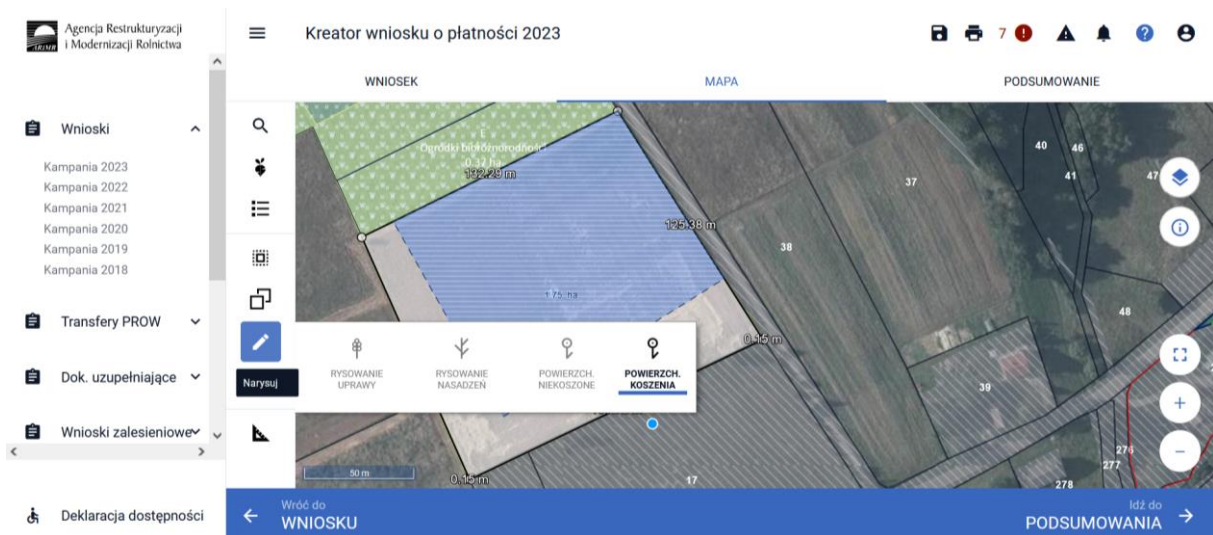 Agencja Restrukturyzacji
i Modernizacji Rolnictwa
ARiMR
Kreator wniosku o płatności 2023
7
WNIOSEK
MAPA
PODSUMOWANIE
Wnioski
Kampania 2023
Kampania 2022
Kampania 2021
Kampania 2020
Kampania 2019
Kampania 2018
Transfery PROW
Dok. uzupełniające
Wnioski zalesieniowe
Deklaracja dostępności
E
Ogródki bioróżnorodności
0.37 ha
132.29 m
125.38 m
1.75 ha
0.15 m
0.15 m
37
38
39
40
46
41
47
48
276
277
278
17
50 m
Narysuj
RYSOWANIE
UPRAWY
RYSOWANIE
NASADZEŃ
POWIERZCH.
NIEKOSZONE
POWIERZCH.
KOSZENIA
Wróć do
WNIOSKU
Idź do
PODSUMOWANIA